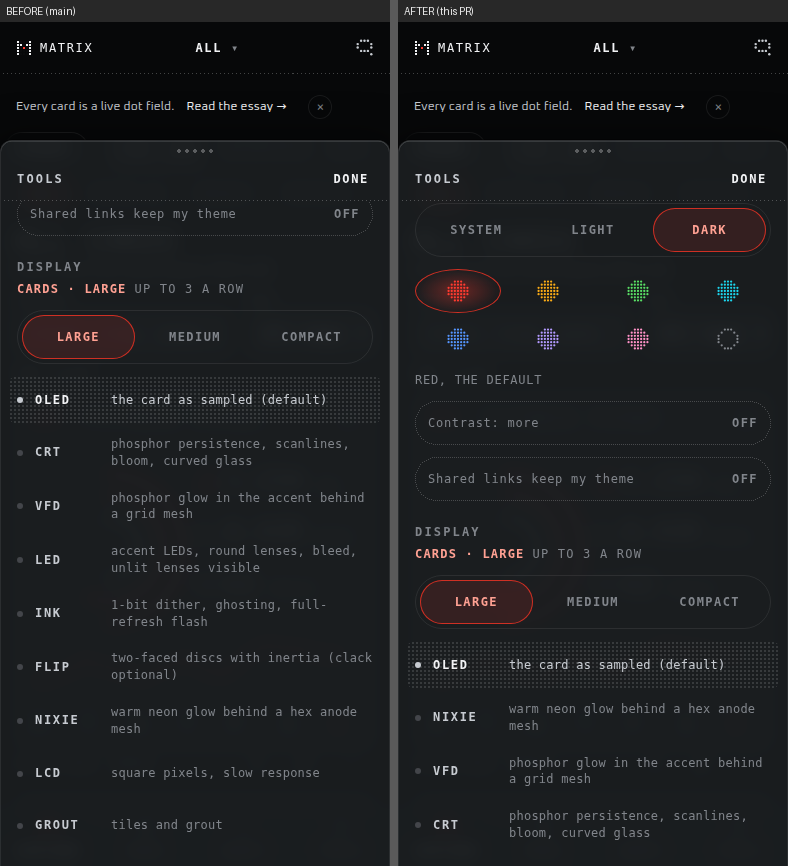 BEFORE (main)
MATRIX
ALL ▾
Every card is a live dot field. Read the essay →
×
TOOLS
DONE
Shared links keep my theme OFF
DISPLAY
CARDS · LARGE UP TO 3 A ROW
LARGE MEDIUM COMPACT
OLED the card as sampled (default)
CRT phosphor persistence, scanlines,
bloom, curved glass
VFD phosphor glow in the accent behind
a grid mesh
LED accent LEDs, round lenses, bleed,
unlit lenses visible
INK 1-bit dither, ghosting, full-
refresh flash
FLIP two-faced discs with inertia (clack
optional)
NIXIE warm neon glow behind a hex anode
mesh
LCD square pixels, slow response
GROUT tiles and grout
AFTER (this PR)
MATRIX
ALL ▾
Every card is a live dot field. Read the essay →
×
TOOLS
DONE
SYSTEM LIGHT DARK
RED, THE DEFAULT
Contrast: more OFF
Shared links keep my theme OFF
DISPLAY
CARDS · LARGE UP TO 3 A ROW
LARGE MEDIUM COMPACT
OLED the card as sampled (default)
NIXIE warm neon glow behind a hex anode
mesh
VFD phosphor glow in the accent behind
a grid mesh
CRT phosphor persistence, scanlines,
bloom, curved glass